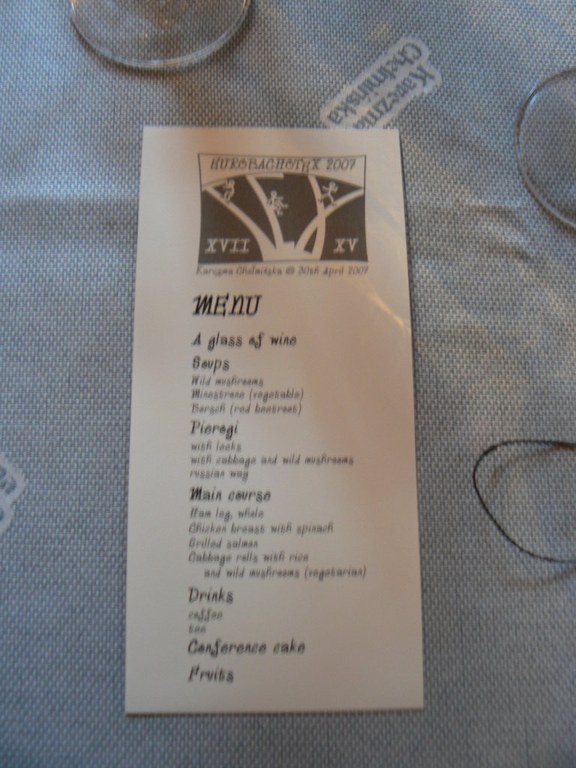 Karczma
Chełmińska
EUROBACHOTEX 2007
XVII XV
Karczma Chełmińska @ 30th April 2007
MENU
A glass of wine
Soups
Wild mushrooms
Minestrone (vegetable)
Borsch (red beetroot)
Pierogi
with leeks
with cabbage and wild mushrooms
russian way
Main course
Ham leg, whole
Chicken breast with spinach
Grilled salmon
Cabbage rolls with rice
and wild mushrooms (vegetarian)
Drinks
coffee
tea
Conference cake
Fruits